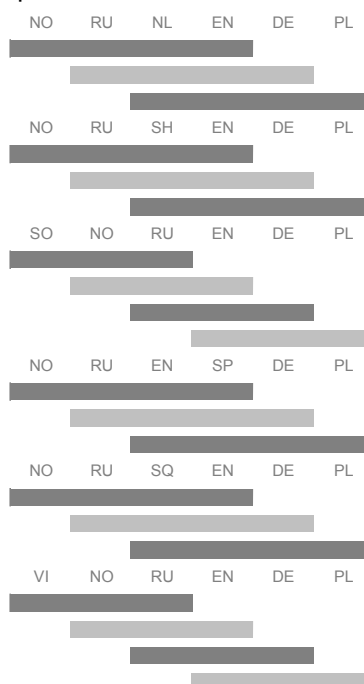 NO RU NL EN DE PL
NO RU SH EN DE PL
SO NO RU EN DE PL
NO RU EN SP DE PL
NO RU SQ EN DE PL
VI NO RU EN DE PL